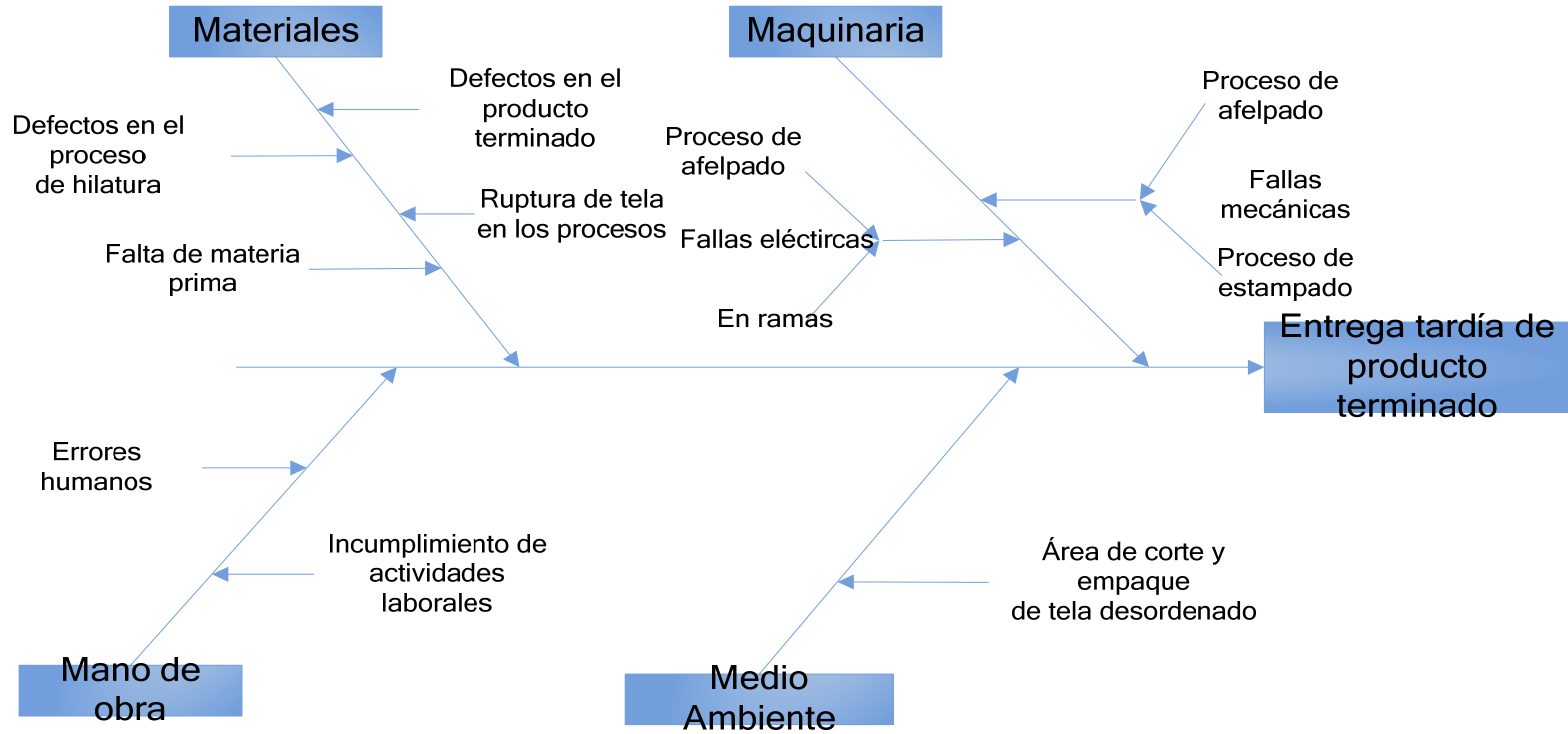 Materiales
Maquinaria
Defectos en el
producto
terminado
Defectos en el
proceso
de hilatura
Ruptura de tela
en los procesos
Falta de materia
prima
Proceso de
afelpado
Fallas eléctircas
En ramas
Proceso de
afelpado
Fallas
mecánicas
Proceso de
estampado
Entrega tardía de
producto
terminado
Errores
humanos
Incumplimiento de
actividades
laborales
Área de corte y
empaque
de tela desordenado
Mano de
obra
Medio
Ambiente